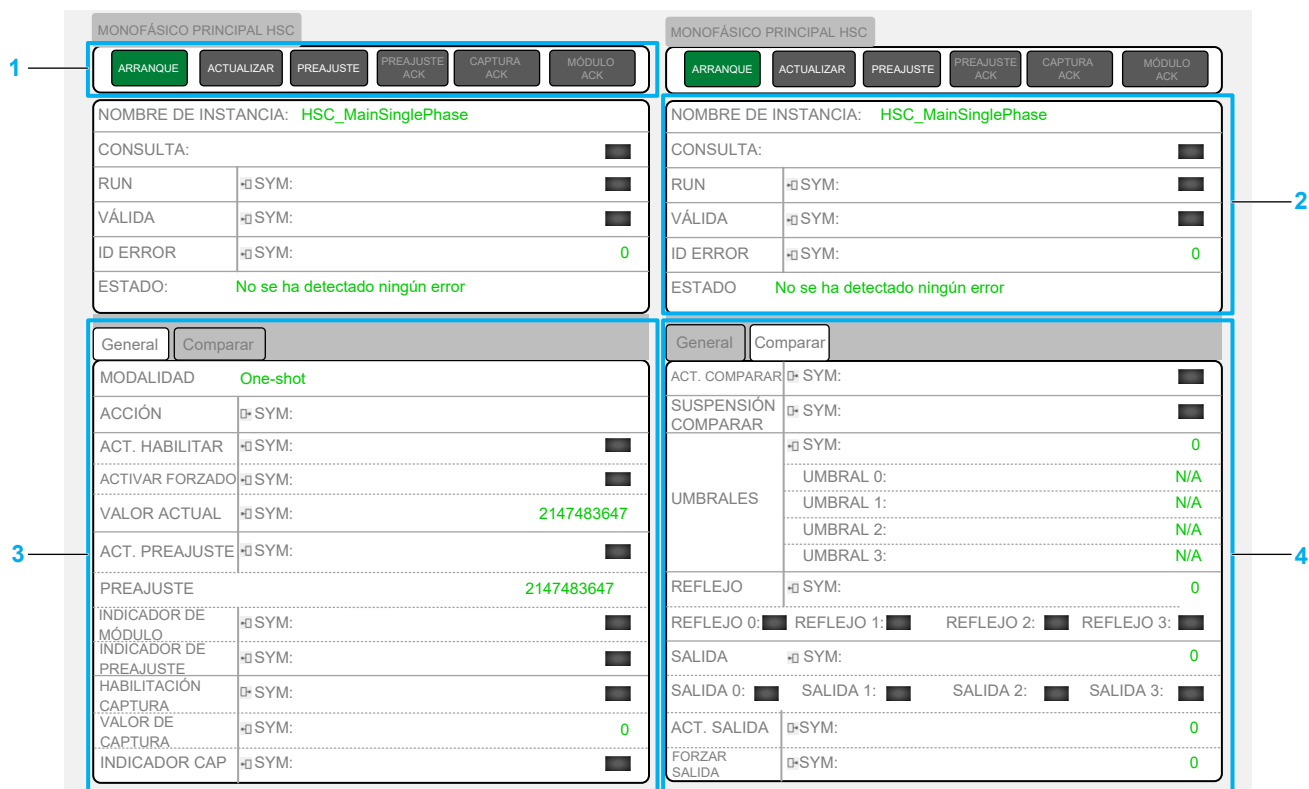 MONOFÁSICO PRINCIPAL HSC
1
ARRANQUE ACTUALIZAR PREAJUSTE PREAJUSTE ACK CAPTURA ACK MÓDULO ACK
NOMBRE DE INSTANCIA: HSC_MainSinglePhase
CONSULTA:
RUN SYM:
VÁLIDA SYM:
ID ERROR SYM: 0
ESTADO: No se ha detectado ningún error
3
General Comparar
MODALIDAD One-shot
ACCIÓN SYM:
ACT. HABILITAR SYM:
ACTIVAR FORZADO SYM:
VALOR ACTUAL SYM: 2147483647
ACT. PREAJUSTE SYM:
PREAJUSTE 2147483647
INDICADOR DE
MÓDULO SYM:
INDICADOR DE
PREAJUSTE SYM:
HABILITACIÓN
CAPTURA SYM:
VALOR DE
CAPTURA SYM: 0
INDICADOR CAP SYM:
MONOFÁSICO PRINCIPAL HSC
ARRANQUE ACTUALIZAR PREAJUSTE PREAJUSTE ACK CAPTURA ACK MÓDULO ACK
NOMBRE DE INSTANCIA: HSC_MainSinglePhase
CONSULTA:
RUN SYM:
2
VÁLIDA SYM:
ID ERROR SYM: 0
ESTADO No se ha detectado ningún error
General Comparar
ACT. COMPARAR SYM:
SUSPENSIÓN
COMPARAR SYM:
UMBRALES SYM: 0
UMBRAL 0: N/A
UMBRAL 1: N/A
UMBRAL 2: N/A
UMBRAL 3: N/A
4
REFLEJO SYM: 0
REFLEJO 0: REFLEJO 1: REFLEJO 2: REFLEJO 3:
SALIDA SYM: 0
SALIDA 0: SALIDA 1: SALIDA 2: SALIDA 3:
ACT. SALIDA SYM: 0
FORZAR
SALIDA SYM: 0